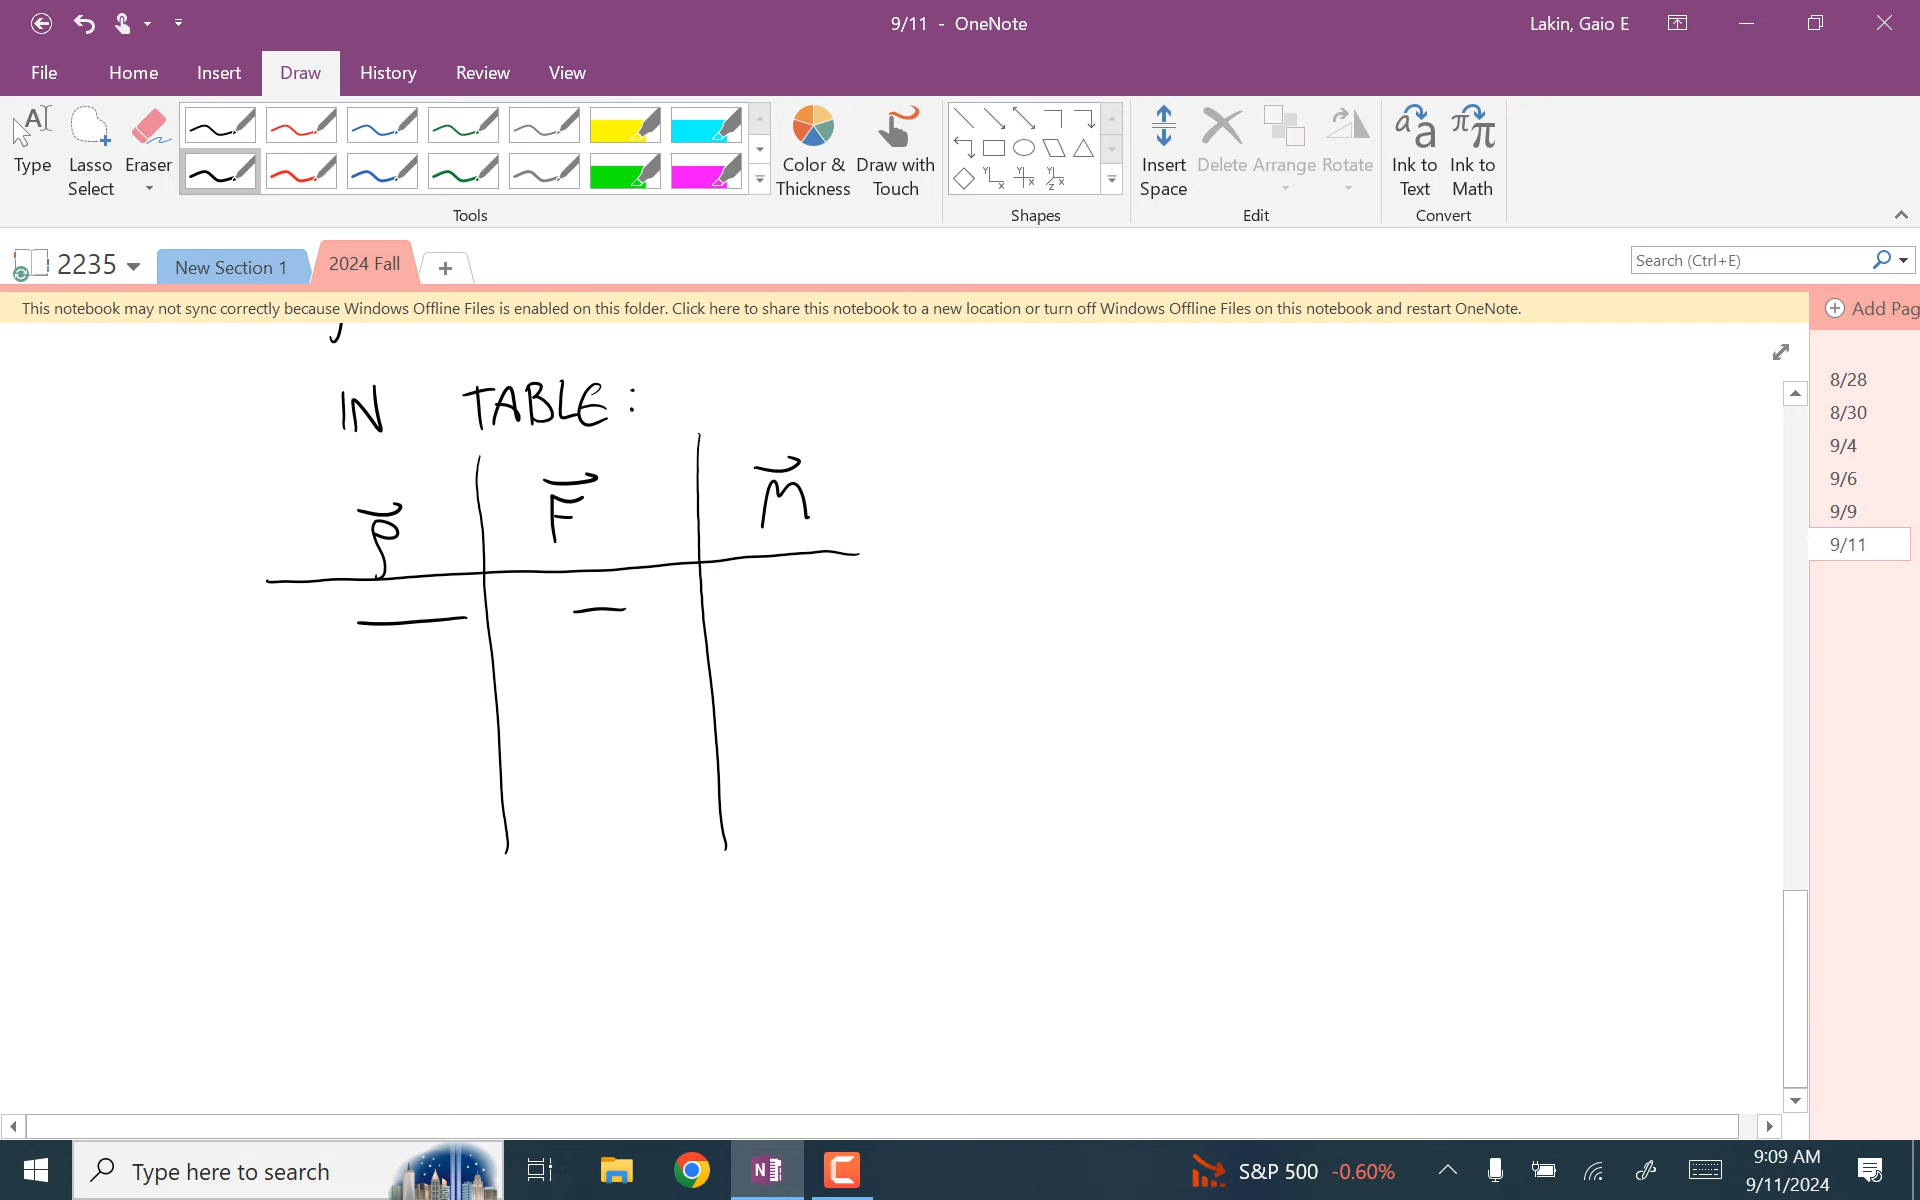 9/11 - OneNote
Lakin, Gaio E
File Home Insert Draw History Review View
Type
Lasso Select
Eraser
Color & Thickness
Draw with Touch
Insert Space
Delete
Arrange
Rotate
Ink to Text
Ink to Math
Tools Shapes Edit Convert
2235 New Section 1 2024 Fall +
Search (Ctrl+E)
This notebook may not sync correctly because Windows Offline Files is enabled on this folder. Click here to share this notebook to a new location or turn off Windows Offline Files on this notebook and restart OneNote.
Add Pag
8/28
8/30
9/4
9/6
9/9
9/11
IN TABLE:
F⃗ M⃗
Type here to search
S&P 500 -0.60%
9:09 AM
9/11/2024